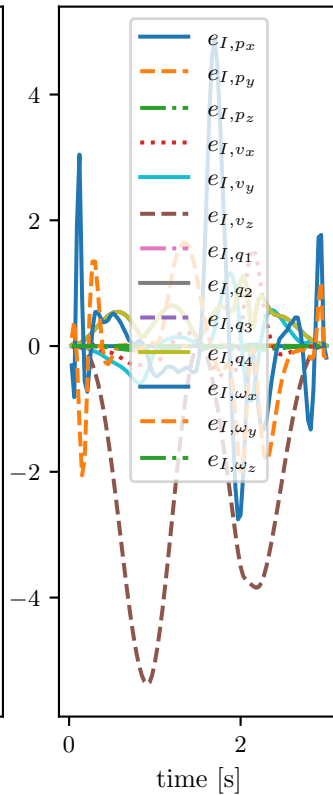 4
2
0
−2
−4
e_{I,p_x}
e_{I,p_y}
e_{I,p_z}
e_{I,v_x}
e_{I,v_y}
e_{I,v_z}
e_{I,q_1}
e_{I,q_2}
e_{I,q_3}
e_{I,q_4}
e_{I,ω_x}
e_{I,ω_y}
e_{I,ω_z}
0 2
time [s]